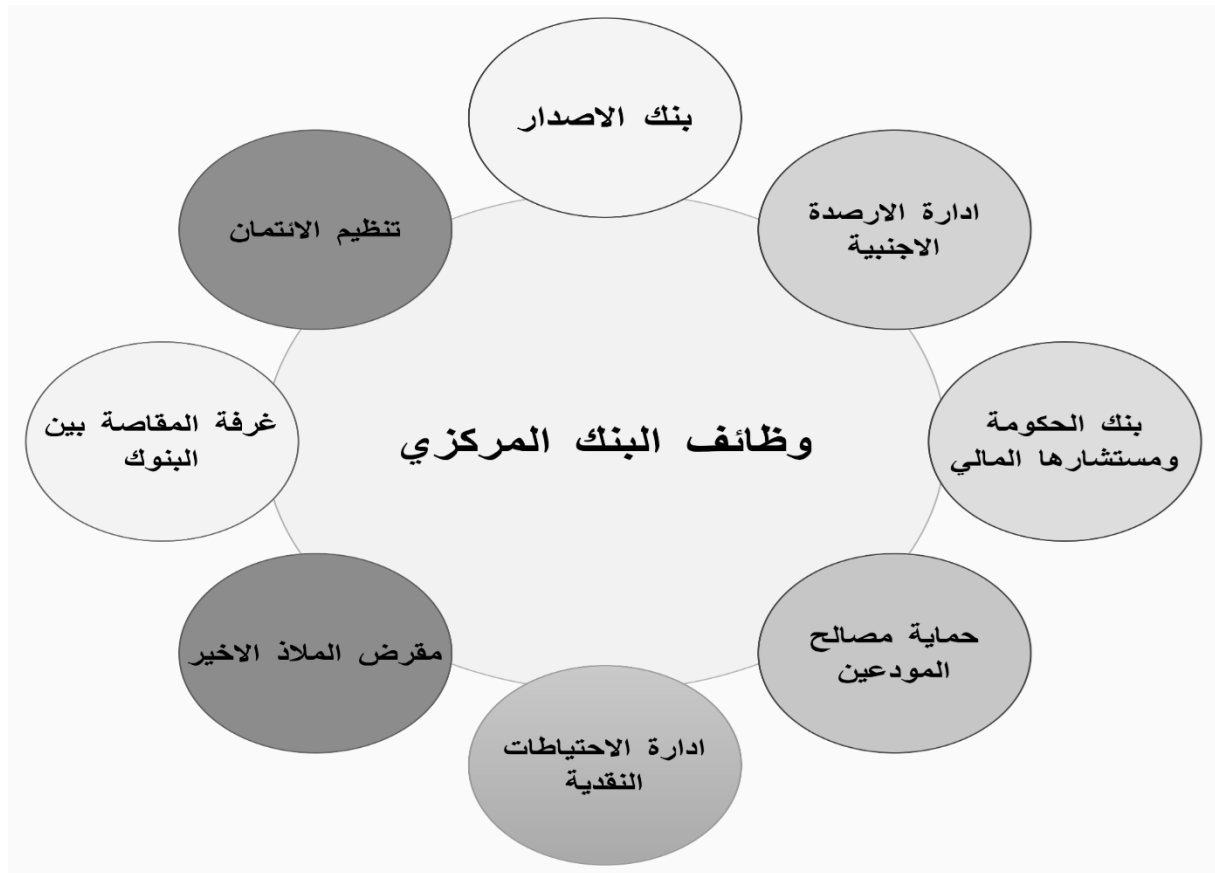 بنك الاصدار
ادارة الارصدة
الاجنبية
بنك الحكومة
ومستشارها المالي
حماية مصالح
المودعين
ادارة الاحتياطات
النقدية
مقرض الملاذ الاخير
غرفة المقاصة بين
البنوك
تنظيم الائتمان
وظائف البنك المركزي